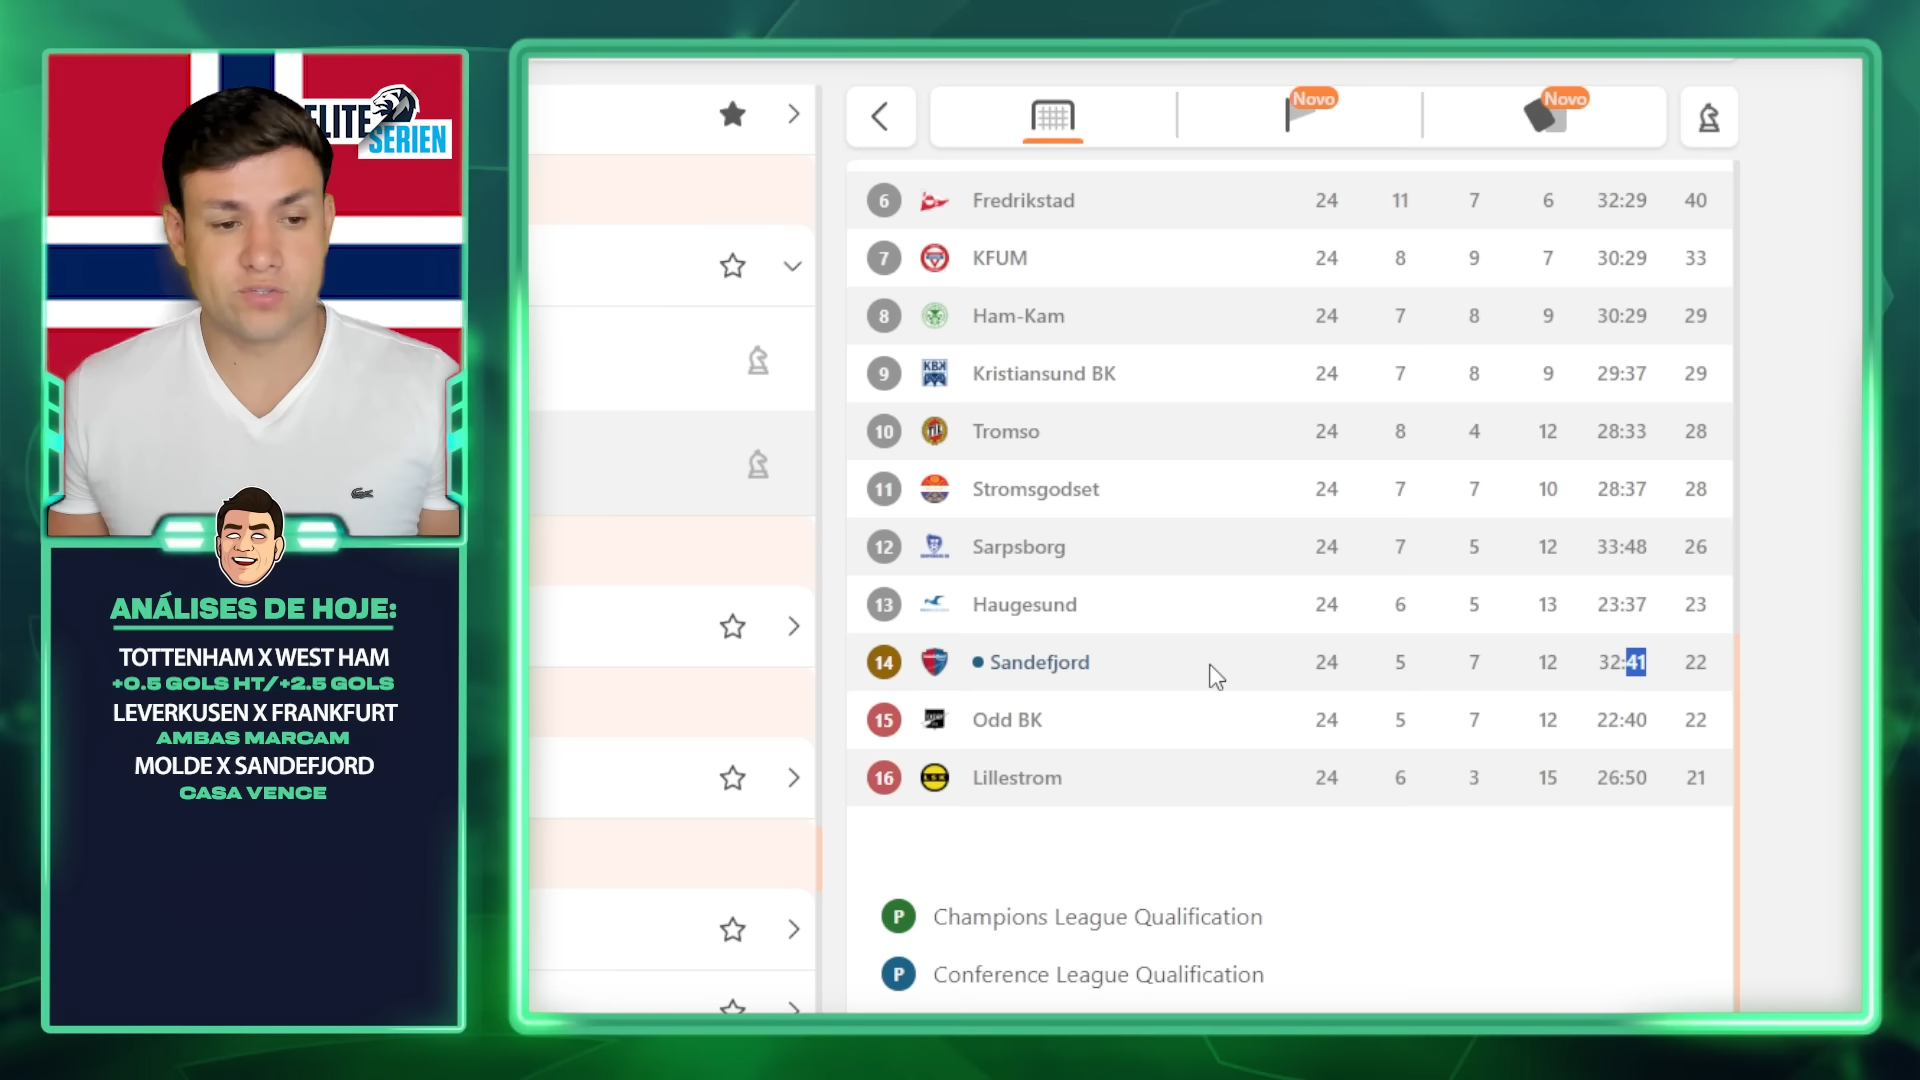 ELITE
SERIEN
ANÁLISES DE HOJE:
TOTTENHAM X WEST HAM
+0.5 GOLS HT/+2.5 GOLS
LEVERKUSEN X FRANKFURT
AMBAS MARCAM
MOLDE X SANDEFJORD
CASA VENCE
Novo
Novo
6 Fredrikstad 24 11 7 6 32:29 40
7 KFUM 24 8 9 7 30:29 33
8 Ham-Kam 24 7 8 9 30:29 29
9 KBK Kristiansund BK 24 7 8 9 29:37 29
10 TIL Tromso 24 8 4 12 28:33 28
11 Stromsgodset 24 7 7 10 28:37 28
12 Sarpsborg 24 7 5 12 33:48 26
13 Haugesund 24 6 5 13 23:37 23
14 Sandefjord 24 5 7 12 32:41 22
15 Odd BK 24 5 7 12 22:40 22
16 LSK Lillestrom 24 6 3 15 26:50 21
P Champions League Qualification
P Conference League Qualification